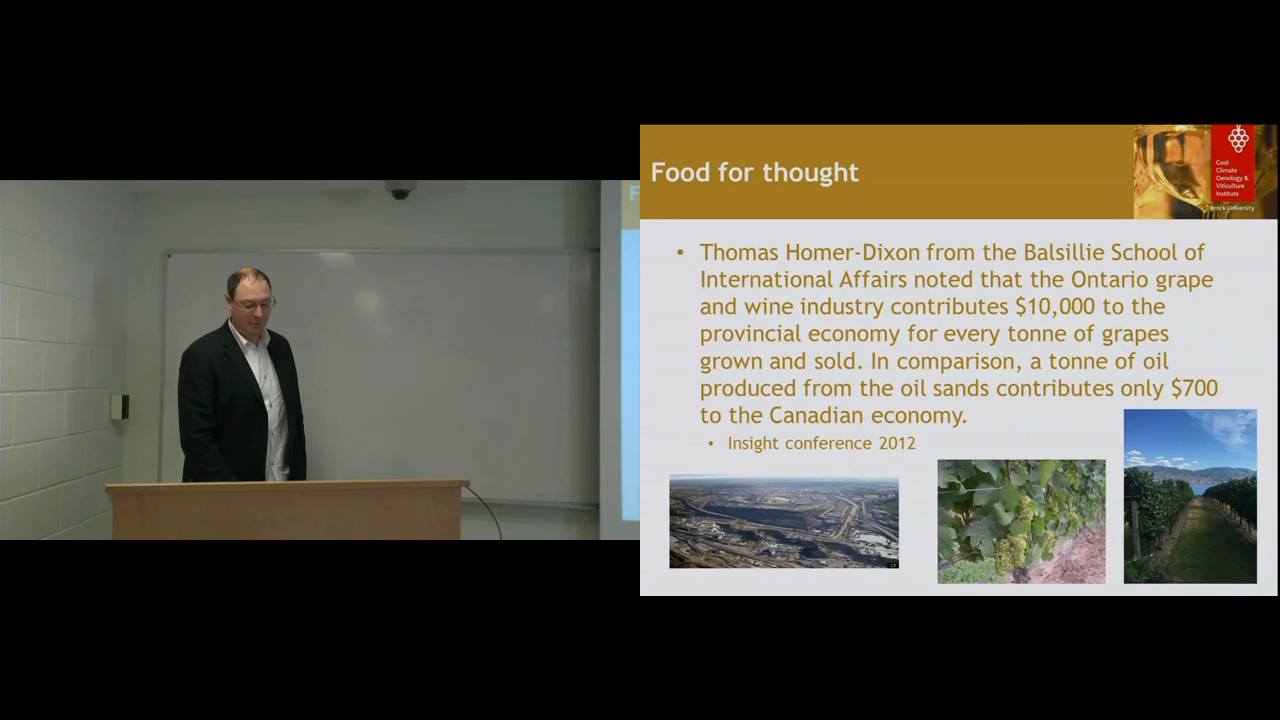 Food for thought
Cool
Climate
Oenology &
Viticulture
Institute
Brock University
• Thomas Homer-Dixon from the Balsillie School of
International Affairs noted that the Ontario grape
and wine industry contributes $10,000 to the
provincial economy for every tonne of grapes
grown and sold. In comparison, a tonne of oil
produced from the oil sands contributes only $700
to the Canadian economy.
• Insight conference 2012